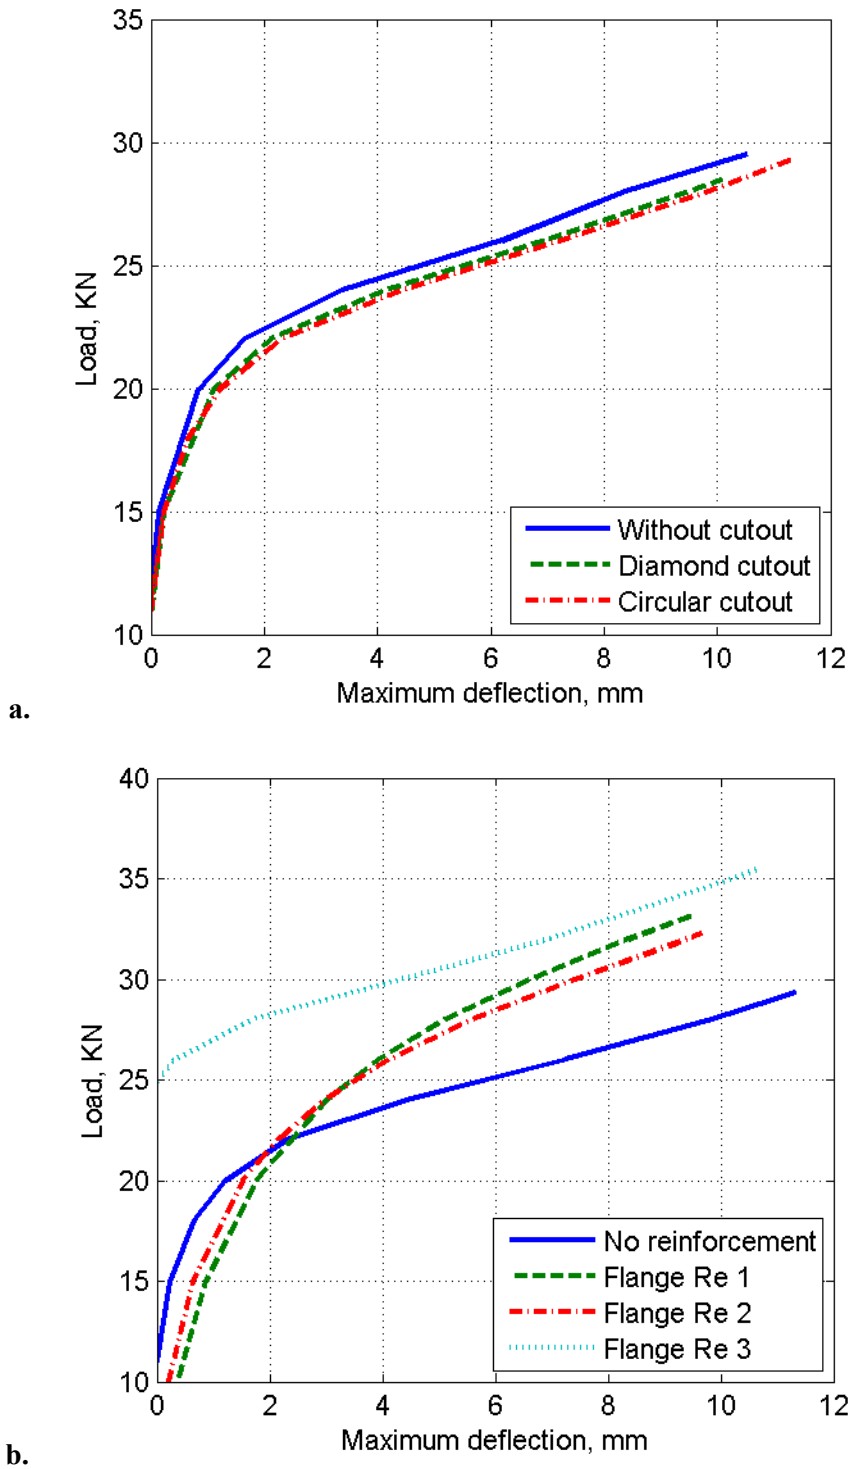 35
30
25
20
15
10
Load, KN
Without cutout
Diamond cutout
Circular cutout
0 2 4 6 8 10 12
Maximum deflection, mm
a.
40
35
30
25
20
15
10
Load, KN
No reinforcement
Flange Re 1
Flange Re 2
Flange Re 3
0 2 4 6 8 10 12
Maximum deflection, mm
b.